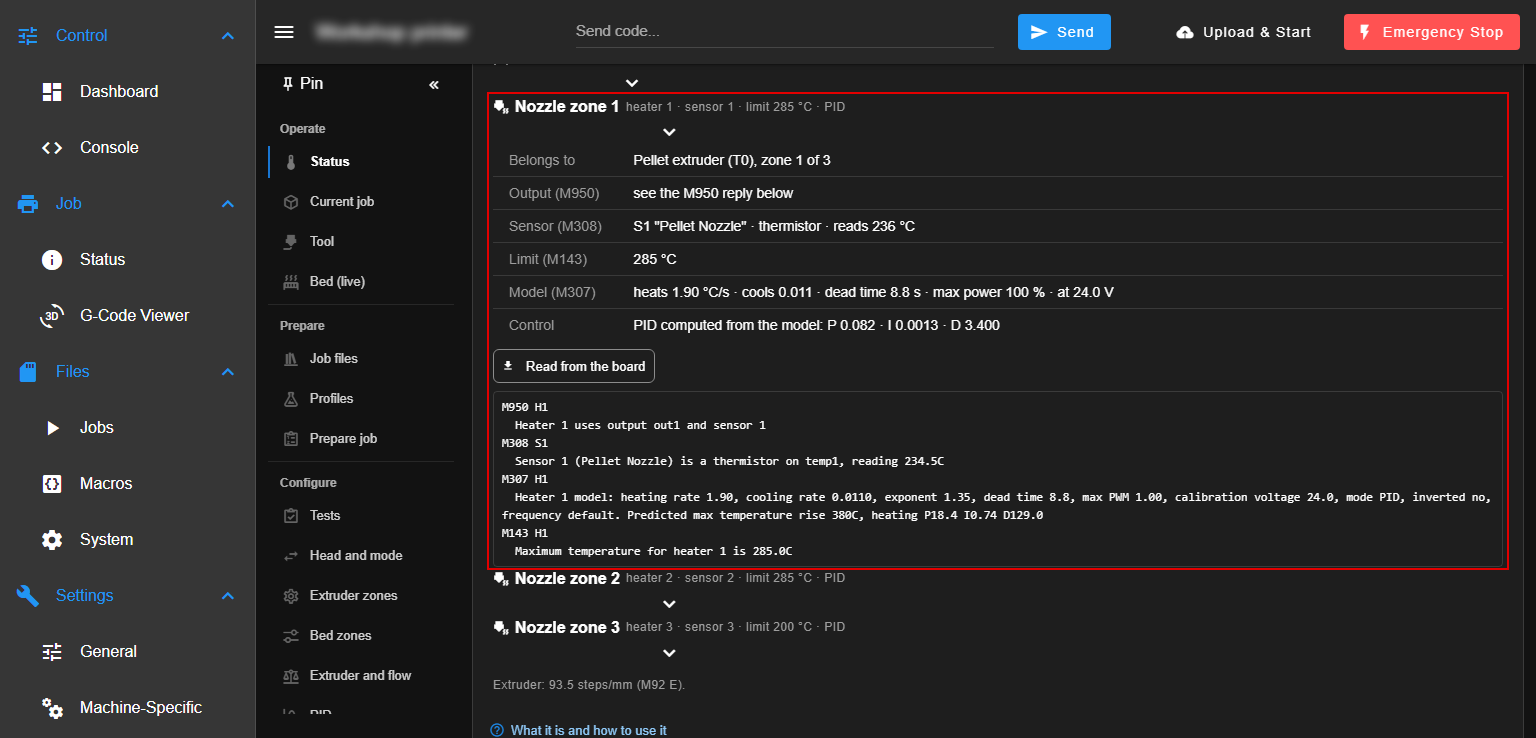 Control
Dashboard
Console
Job
Status
G-Code Viewer
Files
Jobs
Macros
System
Settings
General
Machine-Specific
Send code...
Send
Upload & Start
Emergency Stop
Pin
Operate
Status
Current job
Tool
Bed (live)
Prepare
Job files
Profiles
Prepare job
Configure
Tests
Head and mode
Extruder zones
Bed zones
Extruder and flow
PID
Nozzle zone 1 heater 1 · sensor 1 · limit 285 °C · PID
Belongs to Pellet extruder (T0), zone 1 of 3
Output (M950) see the M950 reply below
Sensor (M308) S1 "Pellet Nozzle" · thermistor · reads 236 °C
Limit (M143) 285 °C
Model (M307) heats 1.90 °C/s · cools 0.011 · dead time 8.8 s · max power 100 % · at 24.0 V
Control PID computed from the model: P 0.082 · I 0.0013 · D 3.400
Read from the board
M950 H1
Heater 1 uses output out1 and sensor 1
M308 S1
Sensor 1 (Pellet Nozzle) is a thermistor on temp1, reading 234.5C
M307 H1
Heater 1 model: heating rate 1.90, cooling rate 0.0110, exponent 1.35, dead time 8.8, max PWM 1.00, calibration voltage 24.0, mode PID, inverted no,
frequency default. Predicted max temperature rise 380C, heating P18.4 I0.74 D129.0
M143 H1
Maximum temperature for heater 1 is 285.0C
Nozzle zone 2 heater 2 · sensor 2 · limit 285 °C · PID
Nozzle zone 3 heater 3 · sensor 3 · limit 200 °C · PID
Extruder: 93.5 steps/mm (M92 E).
What it is and how to use it